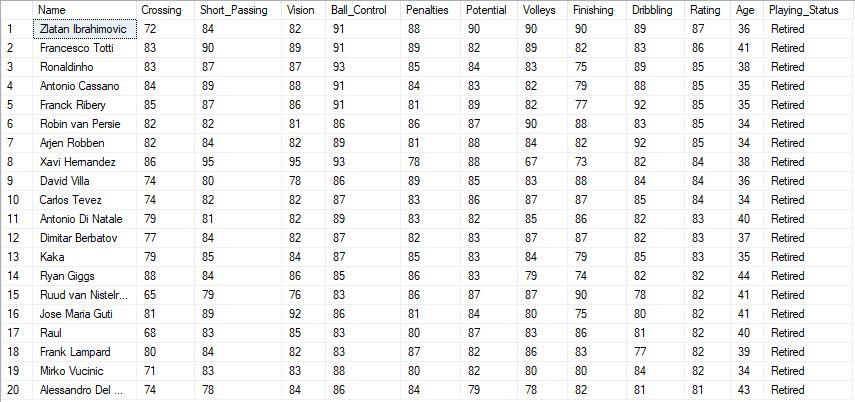 Name Crossing Short_Passing Vision Ball_Control Penalties Potential Volleys Finishing Dribbling Rating Age Playing_Status
1 Zlatan Ibrahimovic 72 84 82 91 88 90 90 90 89 87 36 Retired
2 Francesco Totti 83 90 89 91 89 82 89 82 83 86 41 Retired
3 Ronaldinho 83 87 87 93 85 84 83 75 89 85 38 Retired
4 Antonio Cassano 84 89 88 91 84 83 82 79 88 85 35 Retired
5 Franck Ribery 85 87 86 91 81 89 82 77 92 85 35 Retired
6 Robin van Persie 82 82 81 86 86 87 90 88 83 85 34 Retired
7 Arjen Robben 82 84 82 89 81 88 84 82 92 85 34 Retired
8 Xavi Hernandez 86 95 95 93 78 88 67 73 82 84 38 Retired
9 David Villa 74 80 78 86 89 85 83 88 84 84 36 Retired
10 Carlos Tevez 74 82 82 87 83 86 87 87 85 84 34 Retired
11 Antonio Di Natale 79 81 82 89 83 82 85 86 82 83 40 Retired
12 Dimitar Berbatov 77 84 82 87 82 83 87 87 82 83 37 Retired
13 Kaka 79 85 84 87 85 83 84 79 85 83 35 Retired
14 Ryan Giggs 88 84 86 85 86 83 79 74 82 82 44 Retired
15 Ruud van Nistelr... 65 79 76 83 86 87 87 90 78 82 41 Retired
16 Jose Maria Guti 81 89 92 86 81 84 80 75 80 82 41 Retired
17 Raul 68 83 85 83 80 87 83 86 81 82 40 Retired
18 Frank Lampard 80 84 82 83 87 82 86 83 77 82 39 Retired
19 Mirko Vucinic 71 83 83 88 80 82 80 80 84 82 34 Retired
20 Alessandro Del ... 74 78 84 86 84 79 78 82 81 81 43 Retired